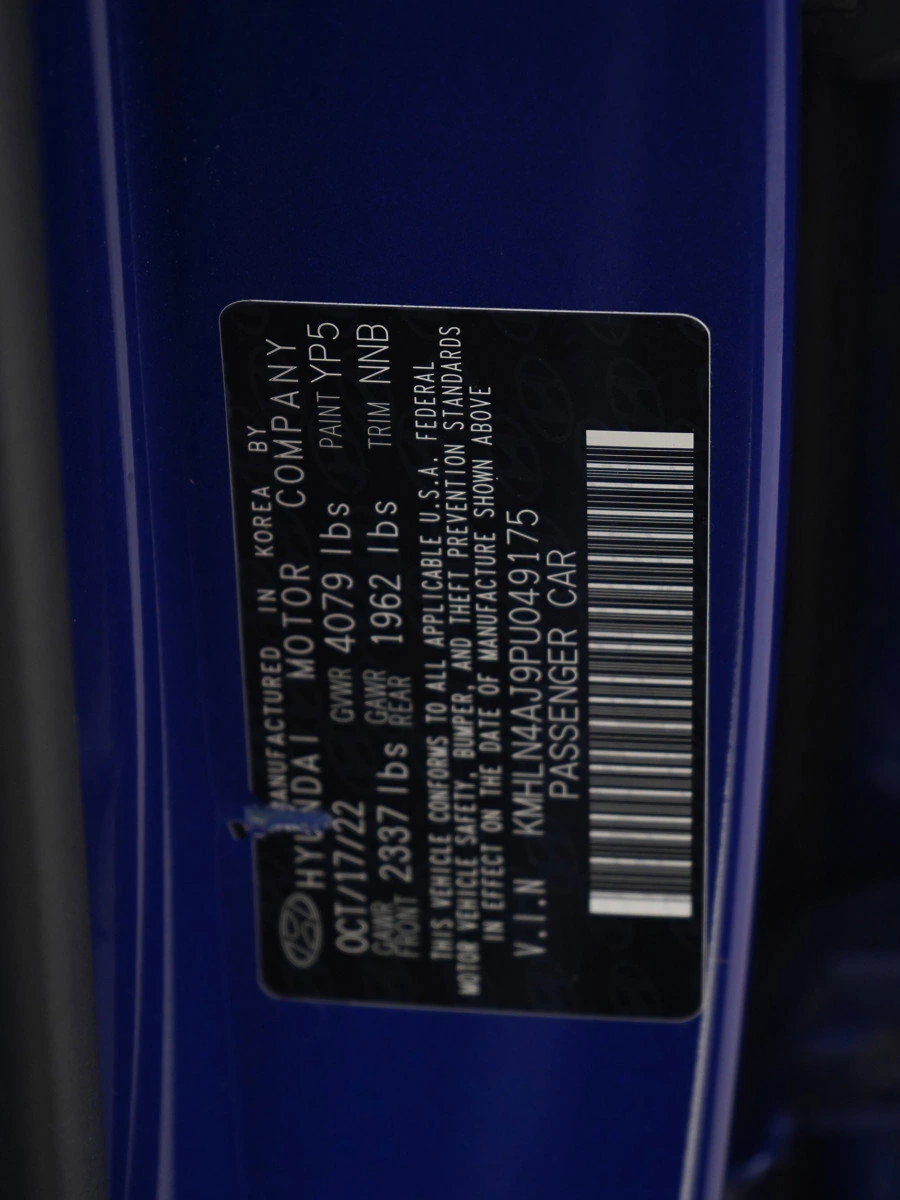 MANUFACTURED IN KOREA BY
HYUNDAI MOTOR COMPANY
OCT/17/22 GVWR 4079 lbs PAINT YP5
GAWR FRONT 2337 lbs GAWR REAR 1962 lbs TRIM NNB
THIS VEHICLE CONFORMS TO ALL APPLICABLE U.S.A. FEDERAL
MOTOR VEHICLE SAFETY, BUMPER, AND THEFT PREVENTION STANDARDS
IN EFFECT ON THE DATE OF MANUFACTURE SHOWN ABOVE
V.I.N KMHLN4AJ9PU049175
PASSENGER CAR